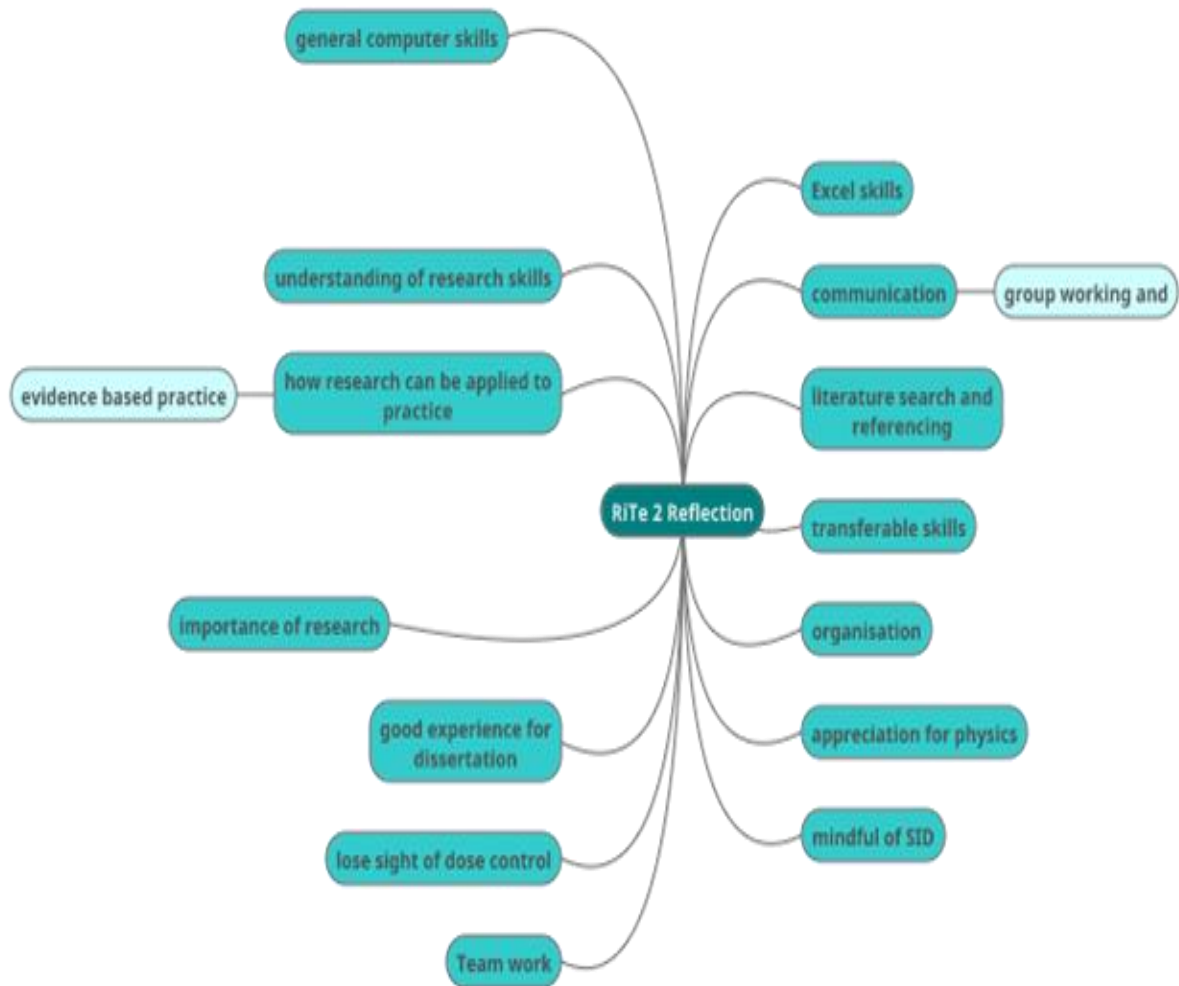 general computer skills
Excel skills
understanding of research skills
communication
group working and
how research can be applied to
practice
evidence based practice
literature search and
referencing
RiTe 2 Reflection
transferable skills
importance of research
organisation
good experience for
dissertation
appreciation for physics
lose sight of dose control
mindful of SID
Team work